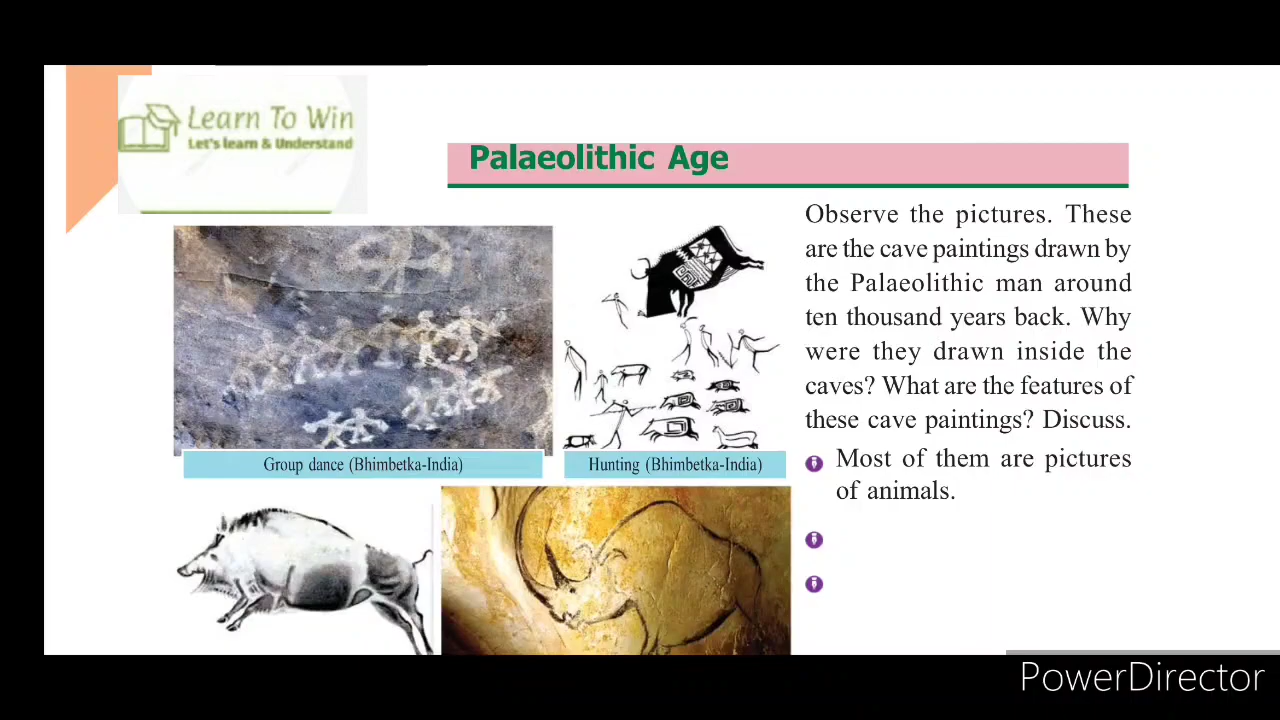 Learn To Win
Let's learn & Understand
Palaeolithic Age
Observe the pictures. These
are the cave paintings drawn by
the Palaeolithic man around
ten thousand years back. Why
were they drawn inside the
caves? What are the features of
these cave paintings? Discuss.
Most of them are pictures
of animals.
Group dance (Bhimbetka-India)
Hunting (Bhimbetka-India)
PowerDirector